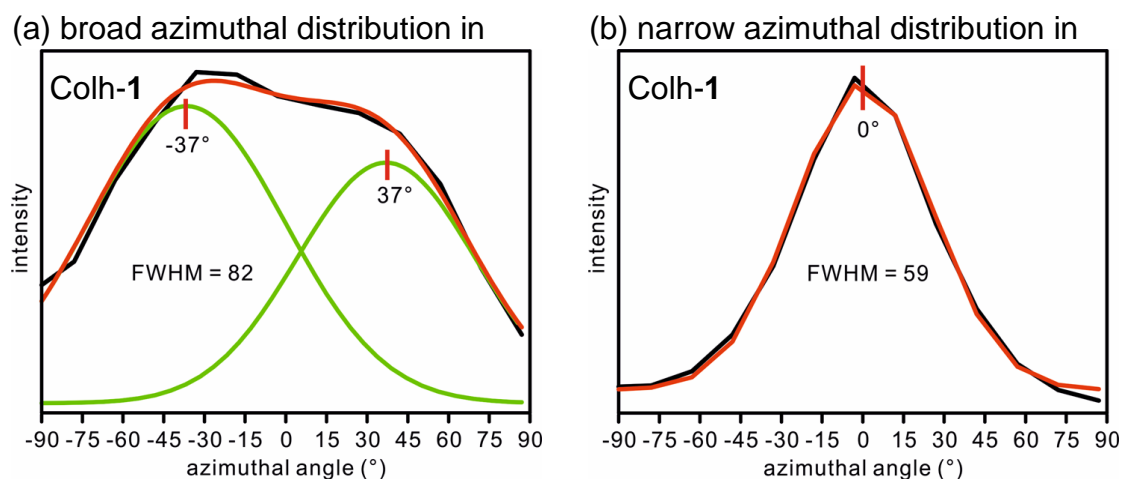 (a) broad azimuthal distribution in
Colh-1
-37°
37°
FWHM = 82
intensity
-90 -75 -60 -45 -30 -15 0 15 30 45 60 75 90
azimuthal angle (°)
(b) narrow azimuthal distribution in
Colh-1
0°
FWHM = 59
intensity
-90 -75 -60 -45 -30 -15 0 15 30 45 60 75 90
azimuthal angle (°)